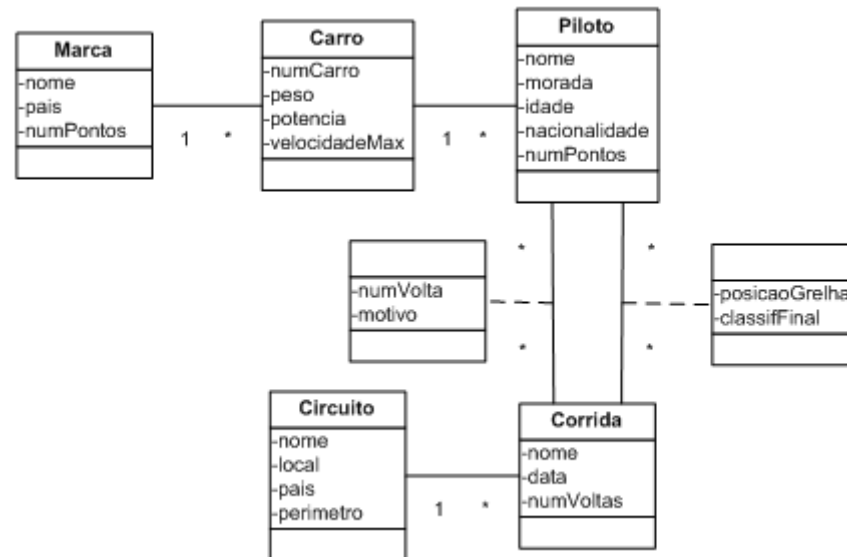 Marca
-nome
-pais
-numPontos
1
*
Carro
-numCarro
-peso
-potencia
-velocidadeMax
1
*
Piloto
-nome
-morada
-idade
-nacionalidade
-numPontos
*
*
-numVolta
-motivo
-posicaoGrelha
-classifFinal
*
*
Circuito
-nome
-local
-pais
-perimetro
1
*
Corrida
-nome
-data
-numVoltas